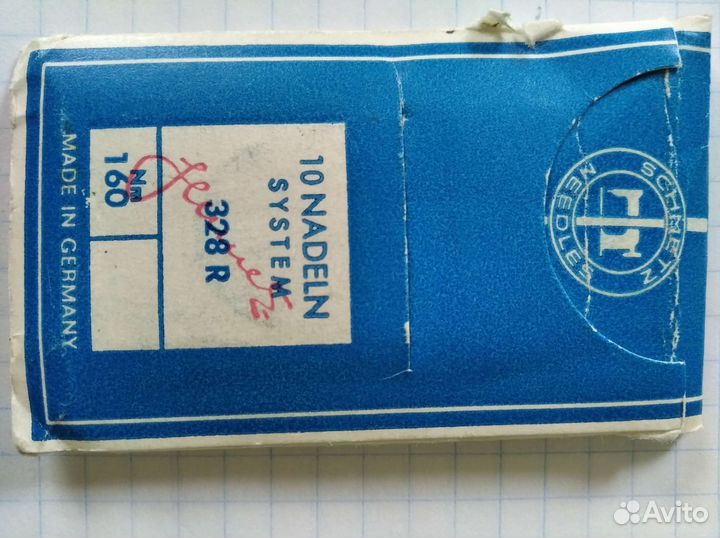 SCHMETZ
NEEDLES
10 NADELN
SYSTEM
328 R
Nm
160
MADE IN GERMANY
Avito